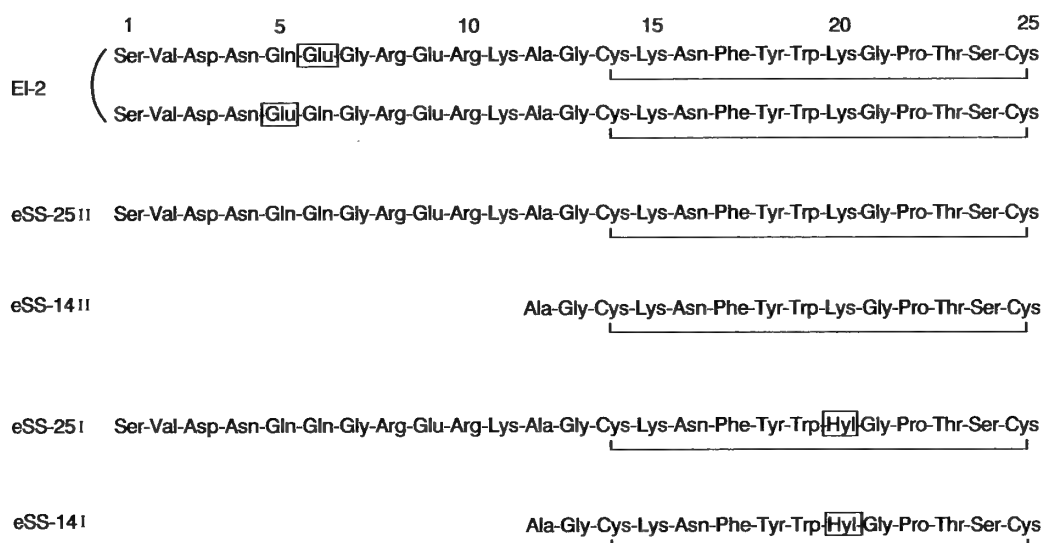 1 5 10 15 20 25
Ser-Val-Asp-Asn-Gln-Glu-Gly-Arg-Glu-Arg-Lys-Ala-Gly-Cys-Lys-Asn-Phe-Tyr-Trp-Lys-Gly-Pro-Thr-Ser-Cys
EI-2
Ser-Val-Asp-Asn-Glu-Gln-Gly-Arg-Glu-Arg-Lys-Ala-Gly-Cys-Lys-Asn-Phe-Tyr-Trp-Lys-Gly-Pro-Thr-Ser-Cys
eSS-25II Ser-Val-Asp-Asn-Gln-Gln-Gly-Arg-Glu-Arg-Lys-Ala-Gly-Cys-Lys-Asn-Phe-Tyr-Trp-Lys-Gly-Pro-Thr-Ser-Cys
eSS-14II Ala-Gly-Cys-Lys-Asn-Phe-Tyr-Trp-Lys-Gly-Pro-Thr-Ser-Cys
eSS-25I Ser-Val-Asp-Asn-Gln-Gln-Gly-Arg-Glu-Arg-Lys-Ala-Gly-Cys-Lys-Asn-Phe-Tyr-Trp-Hyl-Gly-Pro-Thr-Ser-Cys
eSS-14I Ala-Gly-Cys-Lys-Asn-Phe-Tyr-Trp-Hyl-Gly-Pro-Thr-Ser-Cys